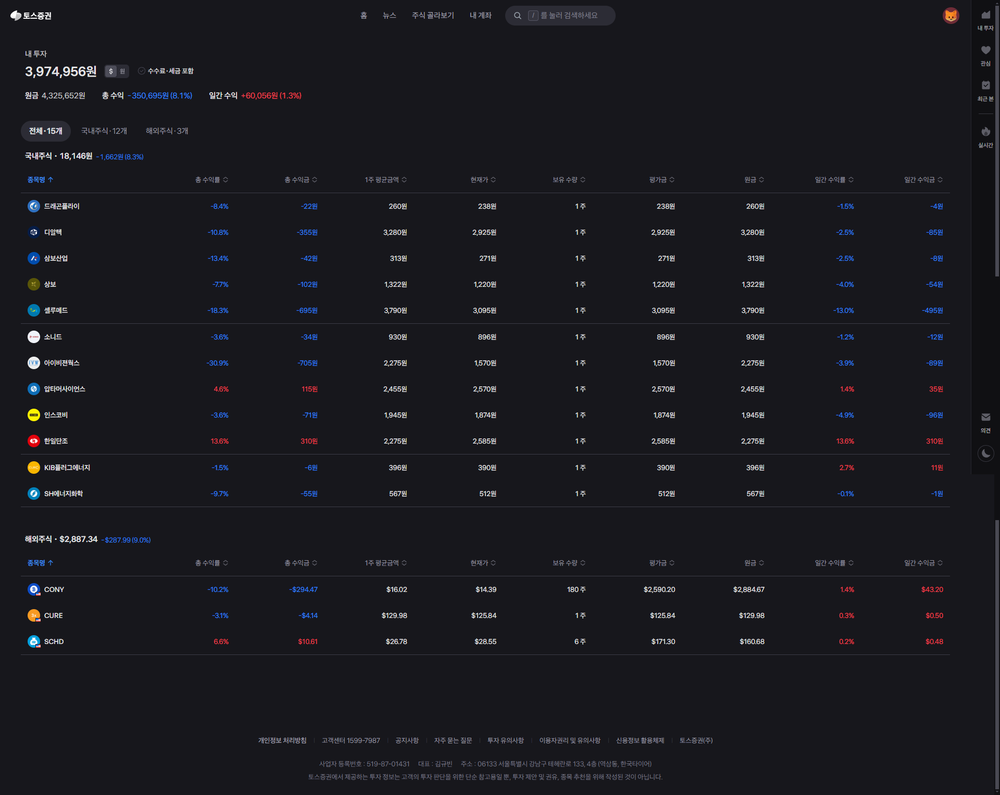 토스증권
홈 뉴스 주식 골라보기 내 계좌 / 를 눌러 검색하세요
내 투자
3,974,956원 $ 원 수수료·세금 포함
원금 4,325,652원 총 수익 -350,695원 (8.1%) 일간 수익 +60,056원 (1.3%)
전체·15개 국내주식·12개 해외주식·3개
국내주식 · 18,146원 -1,662원 (8.3%)
종목명 총 수익률 총 수익금 1주 평균금액 현재가 보유 수량 평가금 원금 일간 수익률 일간 수익금
드래곤플라이 -8.4% -22원 260원 238원 1 주 238원 260원 -1.5% -4원
디알텍 -10.8% -355원 3,280원 2,925원 1 주 2,925원 3,280원 -2.5% -85원
삼보산업 -13.4% -42원 313원 271원 1 주 271원 313원 -2.5% -8원
상보 -7.7% -102원 1,322원 1,220원 1 주 1,220원 1,322원 -4.0% -54원
셀루메드 -18.3% -695원 3,790원 3,095원 1 주 3,095원 3,790원 -13.0% -495원
소니드 -3.6% -34원 930원 896원 1 주 896원 930원 -1.2% -12원
아이비젼웍스 -30.9% -705원 2,275원 1,570원 1 주 1,570원 2,275원 -3.9% -89원
압타머사이언스 4.6% 115원 2,455원 2,570원 1 주 2,570원 2,455원 1.4% 35원
인스코비 -3.6% -71원 1,945원 1,874원 1 주 1,874원 1,945원 -4.9% -96원
한일단조 13.6% 310원 2,275원 2,585원 1 주 2,585원 2,275원 13.6% 310원
KIB플러그에너지 -1.5% -6원 396원 390원 1 주 390원 396원 2.7% 11원
SH에너지화학 -9.7% -55원 567원 512원 1 주 512원 567원 -0.1% -1원
해외주식 · $2,887.34 -$287.99 (9.0%)
종목명 총 수익률 총 수익금 1주 평균금액 현재가 보유 수량 평가금 원금 일간 수익률 일간 수익금
CONY -10.2% -$294.47 $16.02 $14.39 180 주 $2,590.20 $2,884.67 1.4% $43.20
3x CURE -3.1% -$4.14 $129.98 $125.84 1 주 $125.84 $129.98 0.3% $0.50
SCHD 6.6% $10.61 $26.78 $28.55 6 주 $171.30 $160.68 0.2% $0.48
개인정보 처리방침 고객센터 1599-7987 공지사항 자주 묻는 질문 투자 유의사항 이용자권리 및 유의사항 신용정보 활용체제 토스증권(주)
사업자 등록번호 : 519-87-01431 대표 : 김규빈 주소 : 06133 서울특별시 강남구 테헤란로 133, 4층 (역삼동, 한국타이어)
토스증권에서 제공하는 투자 정보는 고객의 투자 판단을 위한 단순 참고용일 뿐, 투자 제안 및 권유, 종목 추천을 위해 작성된 것이 아닙니다.
내 투자
관심
최근 본
실시간
의견